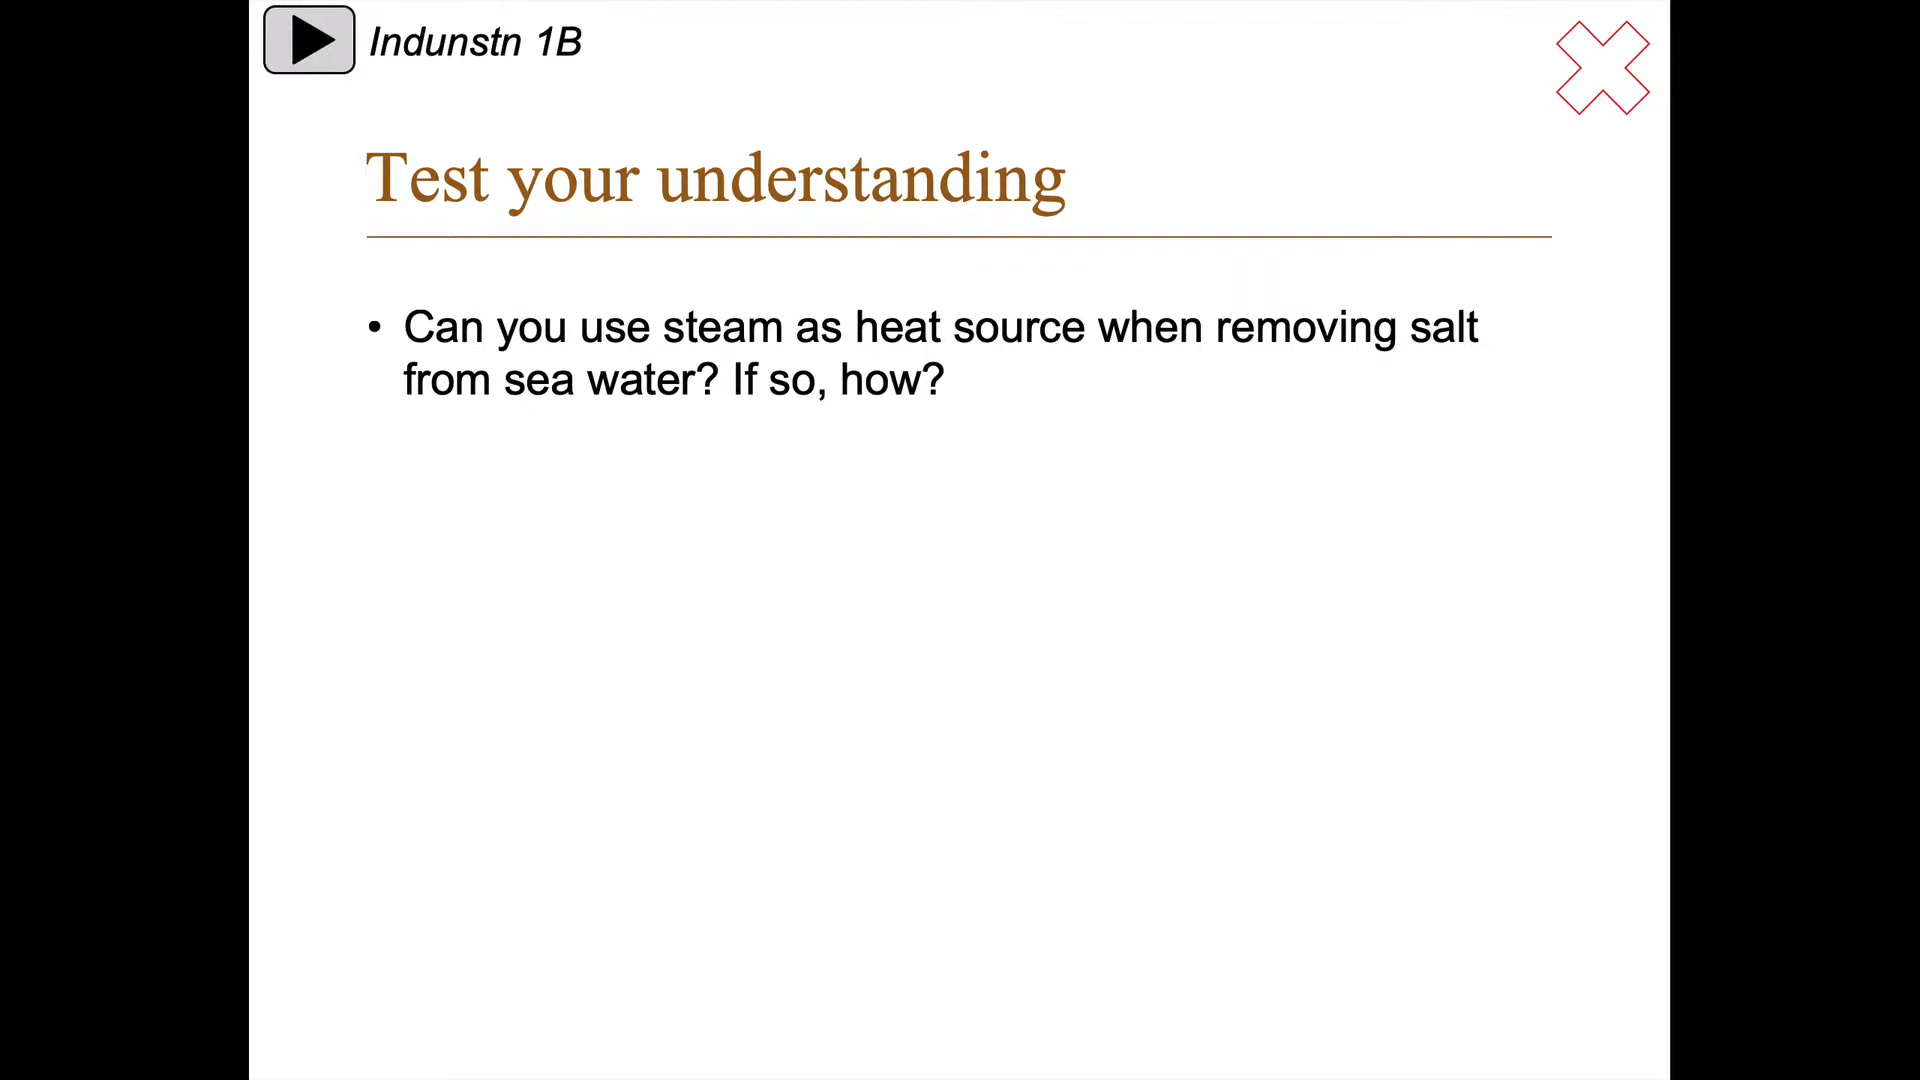 Indunstn 1B
Test your understanding
• Can you use steam as heat source when removing salt
from sea water? If so, how?